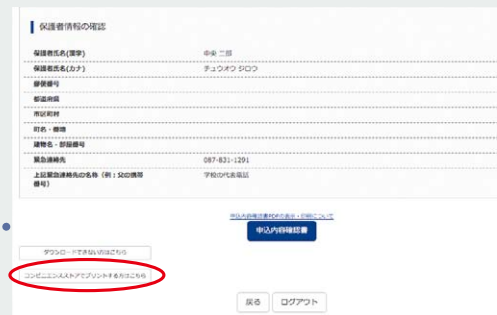 保護者情報の確認
保護者氏名(漢字) 中央 二郎
保護者氏名(カナ) チュウオウ ジロウ
郵便番号
都道府県
市区町村
町名・番地
建物名・部屋番号
緊急連絡先 087-831-1291
上記緊急連絡先の名称（例：父の携帯 学校の代表電話
番号）
申込内容確認書PDFの表示・印刷について
申込内容確認書
ダウンロードできない方はこちら
コンビニエンスストアでプリントする方はこちら
戻る ログアウト